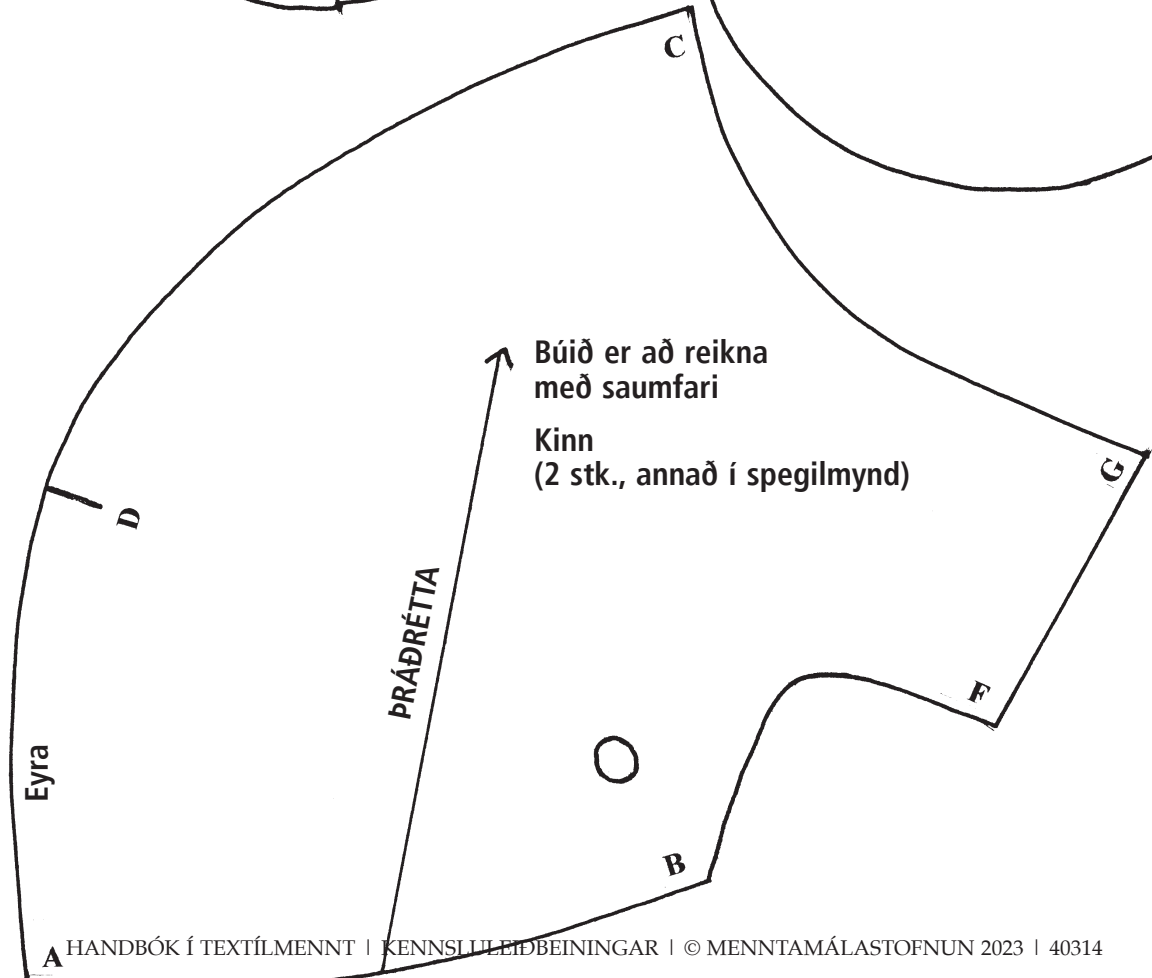 C
Búið er að reikna
með saumfari
Kinn
(2 stk., annað í spegilmynd)
G
D
ÞRÁÐRÉTTA
F
Eyra
B
A
HANDBÓK Í TEXTÍLMENNT | KENNSLULEIÐBEININGAR | © MENNTAMÁLASTOFNUN 2023 | 40314